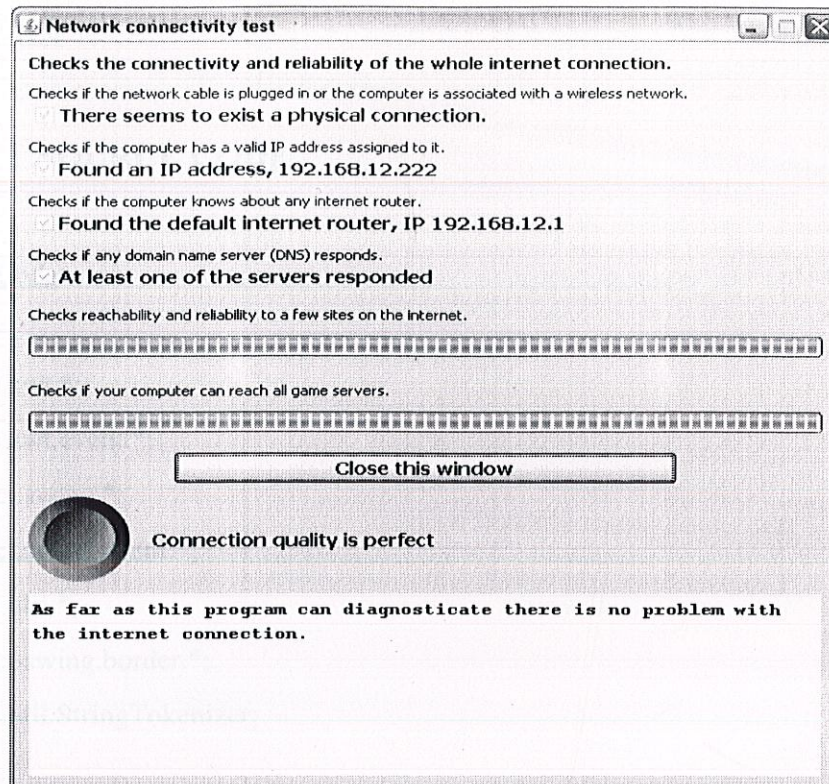 Network connectivity test
Checks the connectivity and reliability of the whole internet connection.
Checks if the network cable is plugged in or the computer is associated with a wireless network.
There seems to exist a physical connection.
Checks if the computer has a valid IP address assigned to it.
Found an IP address, 192.168.12.222
Checks if the computer knows about any internet router.
Found the default internet router, IP 192.168.12.1
Checks if any domain name server (DNS) responds.
At least one of the servers responded
Checks reachability and reliability to a few sites on the Internet.
Checks if your computer can reach all game servers.
Close this window
Connection quality is perfect
As far as this program can diagnosticate there is no problem with
the internet connection.
wing.border.*;
StringTokenizer;